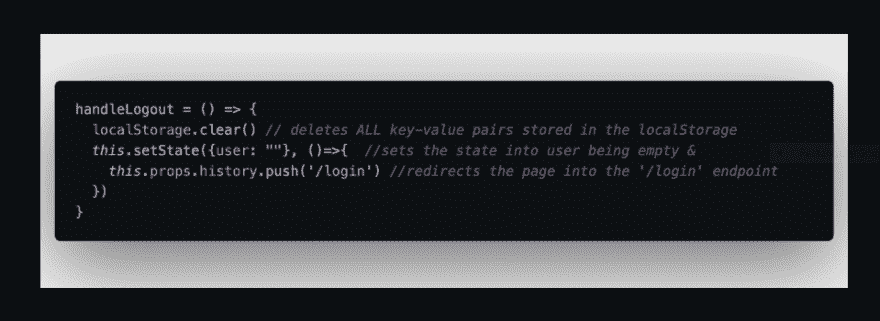 handleLogout = () => {
localStorage.clear() // deletes ALL key-value pairs stored in the localStorage
this.setState({user: ""}, ()=>{  //sets the state into user being empty &
this.props.history.push('/login') //redirects the page into the '/login' endpoint
})
}